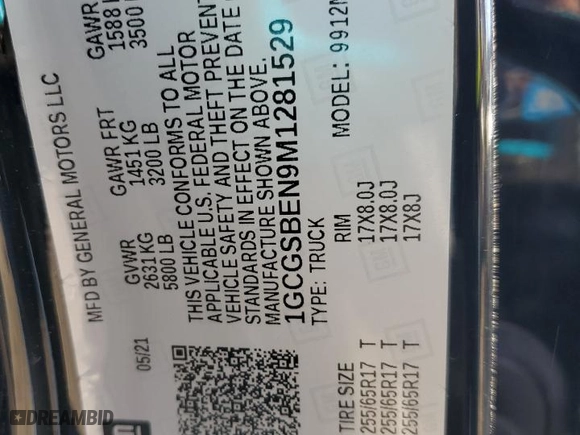 MFD BY GENERAL MOTORS LLC
05/21
GVWR GAWR FRT GAWR
2631 KG 1451 KG 1588
5800 LB 3200 LB 3500
THIS VEHICLE CONFORMS TO ALL
APPLICABLE U.S. FEDERAL MOTOR
VEHICLE SAFETY AND THEFT PREVENT
STANDARDS IN EFFECT ON THE DATE
MANUFACTURE SHOWN ABOVE.
1GCGSBEN9M1281529
TYPE: TRUCK MODEL: 9912
TIRE SIZE RIM
255/65R17 T 17X8.0J
255/65R17 T 17X8.0J
255/65R17 T 17X8J
DREAMBID